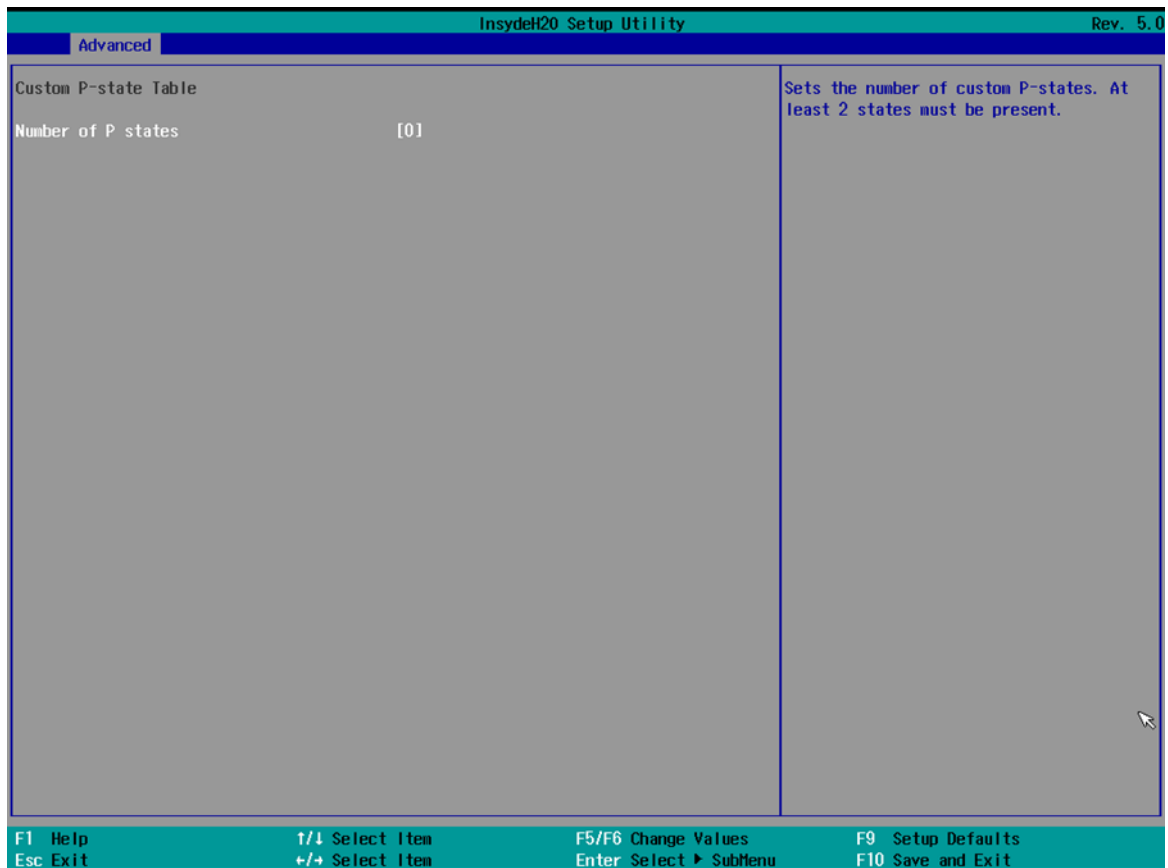 InsydeH20 Setup Utility Rev. 5.0
Advanced
Custom P-state Table
Number of P states [0]
Sets the number of custom P-states. At
least 2 states must be present.
F1 Help ↑/↓ Select Item F5/F6 Change Values F9 Setup Defaults
Esc Exit ←/→ Select Item Enter Select ▶ SubMenu F10 Save and Exit